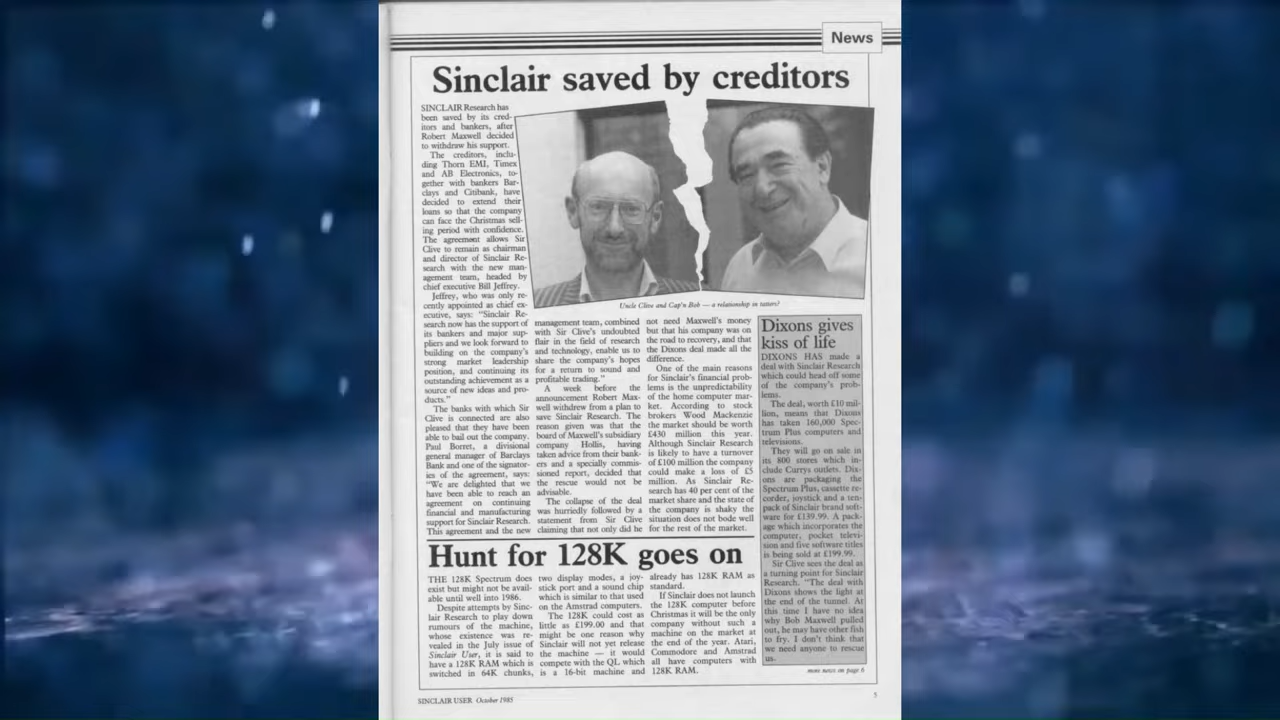 News
Sinclair saved by creditors
SINCLAIR Research has
been saved by its cred-
itors and bankers, after
Robert Maxwell decided
to withdraw his support.
The creditors, inclu-
ding Thorn EMI, Timex
and AB Electronics, to-
gether with bankers Bar-
clays and Citibank, have
decided to extend their
loans so that the company
can face the Christmas sell-
ing period with confidence.
The agreement allows Sir
Clive to remain as chairman
and director of Sinclair Re-
search with the new man-
agement team, headed by
chief executive Bill Jeffrey.
Jeffrey, who was only re-
cently appointed as chief ex-
ecutive, says: "Sinclair Re-
search now has the support of
its bankers and major sup-
pliers and we look forward to
building on the company's
strong market leadership
position, and continuing its
outstanding achievement as a
source of new ideas and pro-
ducts."
The banks with which Sir
Clive is connected are also
pleased that they have been
able to bail out the company.
Paul Borret, a divisional
general manager of Barclays
Bank and one of the signator-
ies of the agreement, says:
"We are delighted that we
have been able to reach an
agreement on continuing
financial and manufacturing
support for Sinclair Research.
This agreement and the new
Uncle Clive and Cap'n Bob — a relationship in tatters?
management team, combined
with Sir Clive's undoubted
flair in the field of research
and technology, enable us to
share the company's hopes
for a return to sound and
profitable trading."
A week before the
announcement Robert Max-
well withdrew from a plan to
save Sinclair Research. The
reason given was that the
board of Maxwell's subsidiary
company Hollis, having
taken advice from their bank-
ers and a specially commis-
sioned report, decided that
the rescue would not be
advisable.
The collapse of the deal
was hurriedly followed by a
statement from Sir Clive
claiming that not only did he
not need Maxwell's money
but that his company was on
the road to recovery, and that
the Dixons deal made all the
difference.
One of the main reasons
for Sinclair's financial prob-
lems is the unpredictability
of the home computer mar-
ket. According to stock
brokers Wood Mackenzie
the market should be worth
£430 million this year.
Although Sinclair Research
is likely to have a turnover
of £100 million the company
could make a loss of £5
million. As Sinclair Re-
search has 40 per cent of the
market share and the state of
the company is shaky the
situation does not bode well
for the rest of the market.
Dixons gives
kiss of life
DIXONS HAS made a
deal with Sinclair Research
which could head off some
of the company's prob-
lems.
The deal, worth £10 mil-
lion, means that Dixons
has taken 160,000 Spec-
trum Plus computers and
televisions.
They will go on sale in
its 800 stores which in-
clude Currys outlets. Dix-
ons are packaging the
Spectrum Plus, cassette re-
corder, joystick and a ten-
pack of Sinclair brand soft-
ware for £139.99. A pack-
age which incorporates the
computer, pocket televi-
sion and five software titles
is being sold at £199.99.
Sir Clive sees the deal as
a turning point for Sinclair
Research. "The deal with
Dixons shows the light at
the end of the tunnel. At
this time I have no idea
why Bob Maxwell pulled
out, he may have other fish
to fry. I don't think that
we need anyone to rescue
us.
more news on page 6
Hunt for 128K goes on
THE 128K Spectrum does
exist but might not be avail-
able until well into 1986.
Despite attempts by Sinc-
lair Research to play down
rumours of the machine,
whose existence was re-
vealed in the July issue of
Sinclair User, it is said to
have a 128K RAM which is
switched in 64K chunks,
two display modes, a joy-
stick port and a sound chip
which is similar to that used
on the Amstrad computers.
The 128K could cost as
little as £199.00 and that
might be one reason why
Sinclair will not yet release
the machine — it would
compete with the QL which
is a 16-bit machine and
already has 128K RAM as
standard.
If Sinclair does not launch
the 128K computer before
Christmas it will be the only
company without such a
machine on the market at
the end of the year. Atari,
Commodore and Amstrad
all have computers with
128K RAM.
SINCLAIR USER October 1985
5